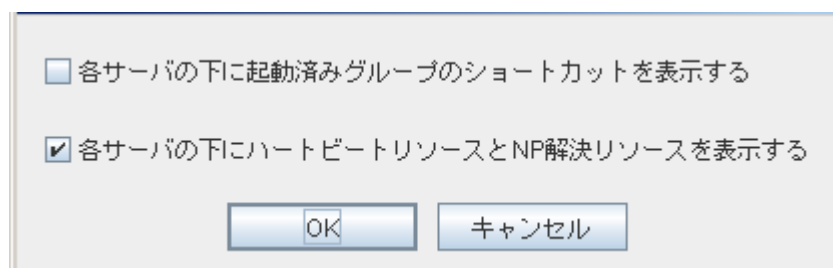 各サーバの下に起動済みグループのショートカットを表示する
各サーバの下にハートビートリソースとNP解決リソースを表示する
OK キャンセル